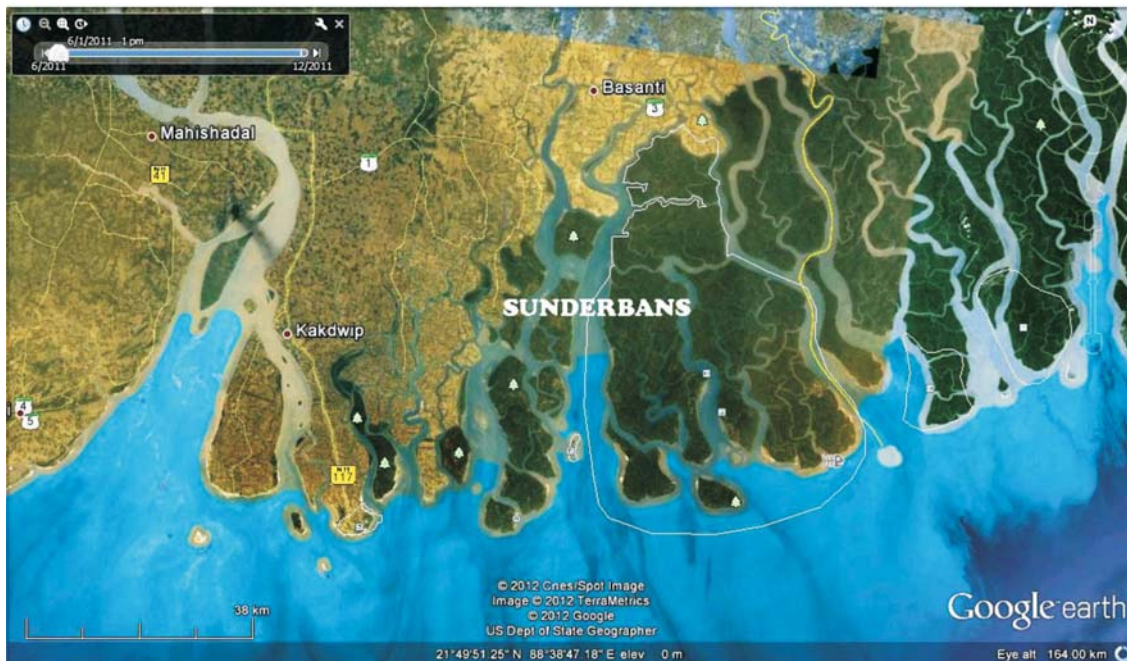 6/1/2011 1 pm
6/2011
12/2011
N
Basanti
3
Mahishadal
1
41
SUNDERBANS
Kakdwip
4
5
117
38 km
© 2012 Cnes/Spot Image
Image © 2012 TerraMetrics
© 2012 Google
US Dept of State Geographer
Google earth
21°49'51.25" N 88°38'47.18" E elev 0 m
Eye alt 164.00 km